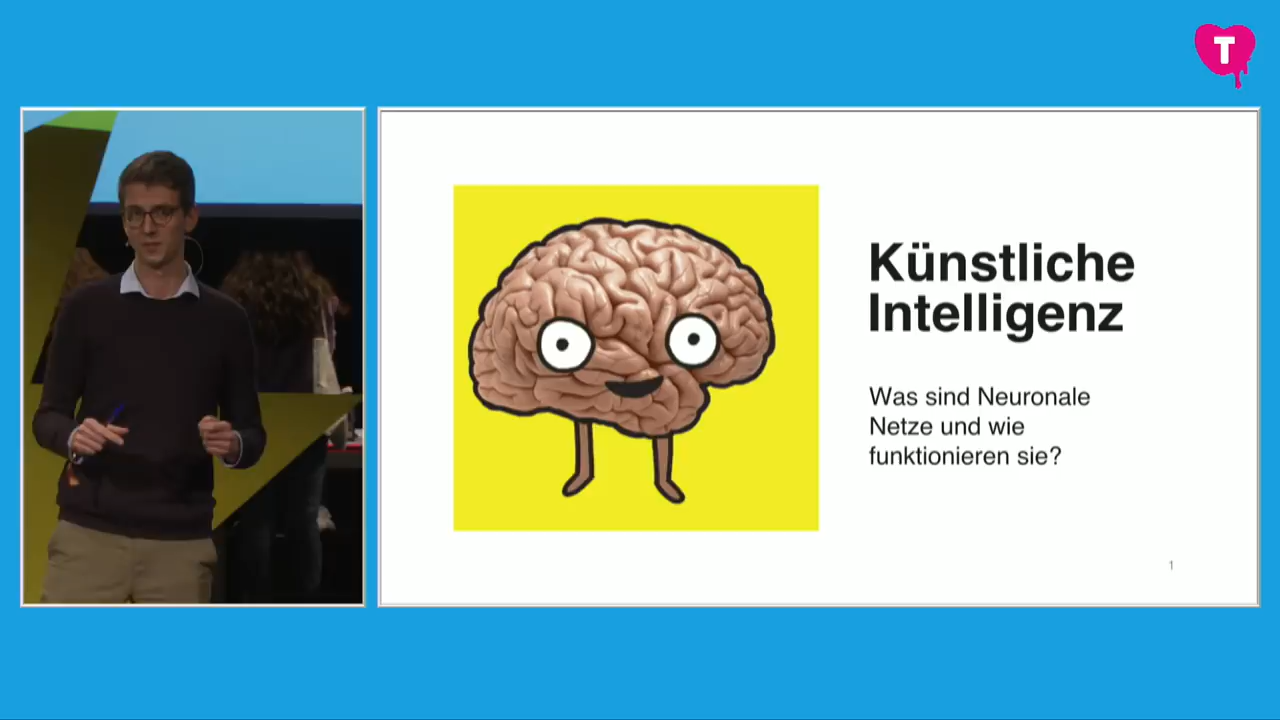 T
Künstliche
Intelligenz
Was sind Neuronale
Netze und wie
funktionieren sie?
1